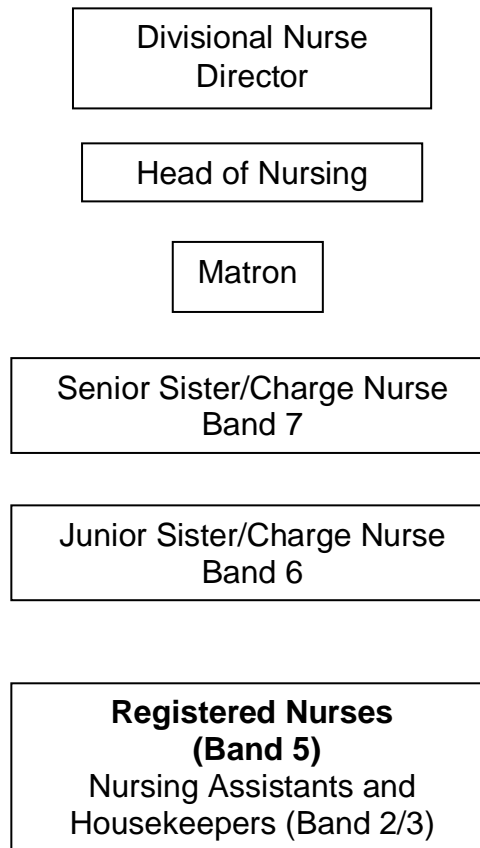 Divisional Nurse
Director
Head of Nursing
Matron
Senior Sister/Charge Nurse
Band 7
Junior Sister/Charge Nurse
Band 6
Registered Nurses
(Band 5)
Nursing Assistants and
Housekeepers (Band 2/3)